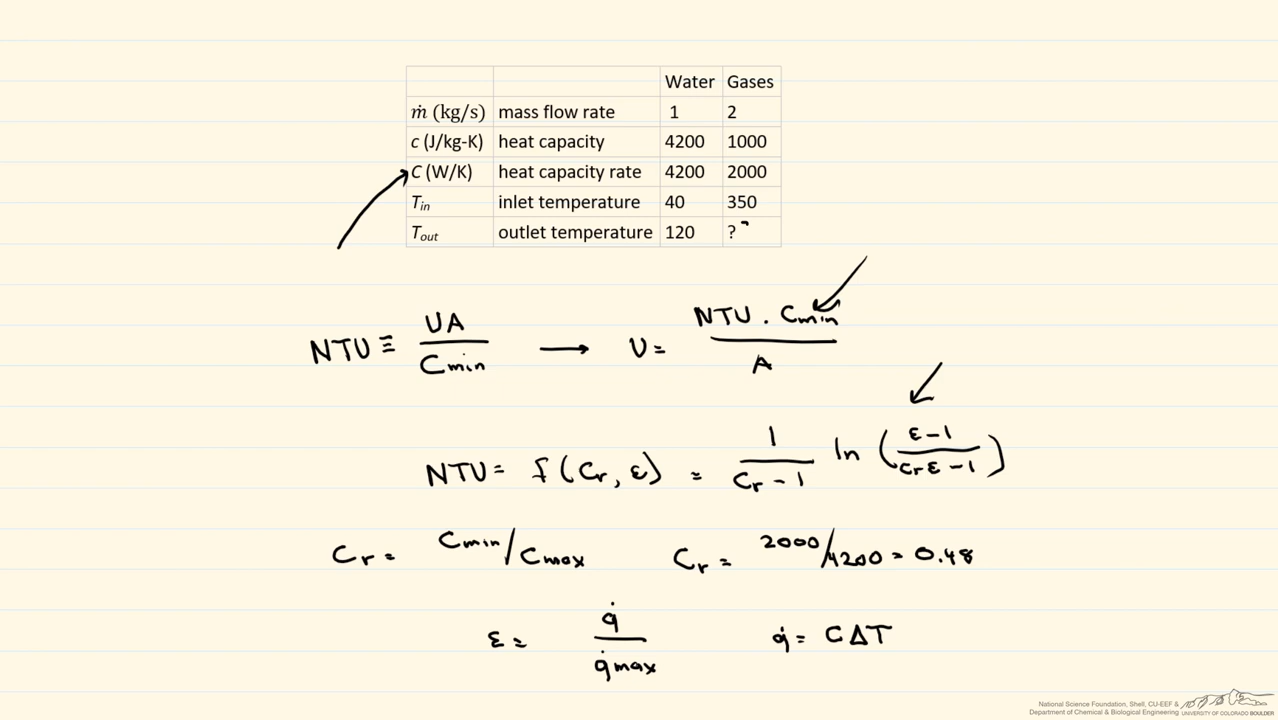 Water Gases
ṁ (kg/s) mass flow rate 1 2
c (J/kg-K) heat capacity 4200 1000
C (W/K) heat capacity rate 4200 2000
Tin inlet temperature 40 350
Tout outlet temperature 120 ?
NTU ≡ UA / Cmin → U = NTU · Cmin / A
NTU = f(Cr, ε) = 1 / (Cr - 1) ln ((ε - 1) / (Crε - 1))
Cr = Cmin/Cmax Cr = 2000/4200 = 0.48
ε = q̇ / q̇max q̇ = CΔT
National Science Foundation, Shell, CU-EEF &
Department of Chemical & Biological Engineering UNIVERSITY OF COLORADO BOULDER